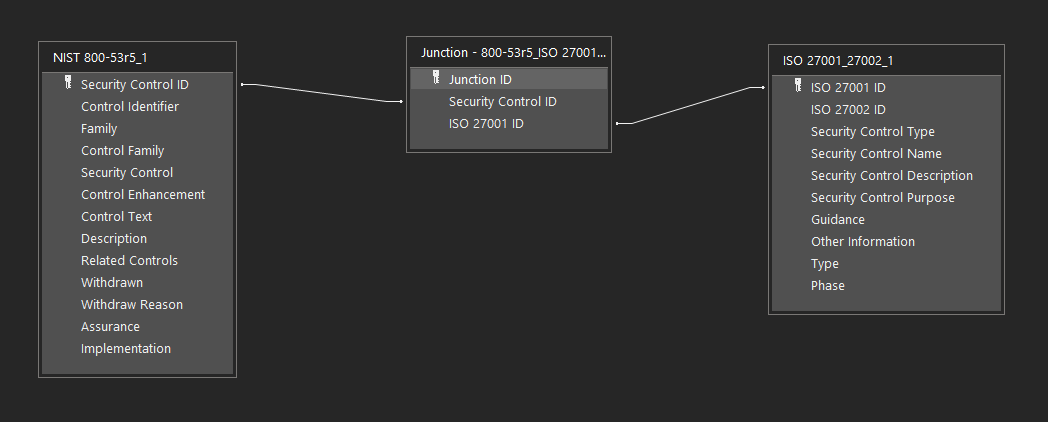 NIST 800-53r5_1
Security Control ID
Control Identifier
Family
Control Family
Security Control
Control Enhancement
Control Text
Description
Related Controls
Withdrawn
Withdraw Reason
Assurance
Implementation
Junction - 800-53r5_ISO 27001...
Junction ID
Security Control ID
ISO 27001 ID
ISO 27001_27002_1
ISO 27001 ID
ISO 27002 ID
Security Control Type
Security Control Name
Security Control Description
Security Control Purpose
Guidance
Other Information
Type
Phase